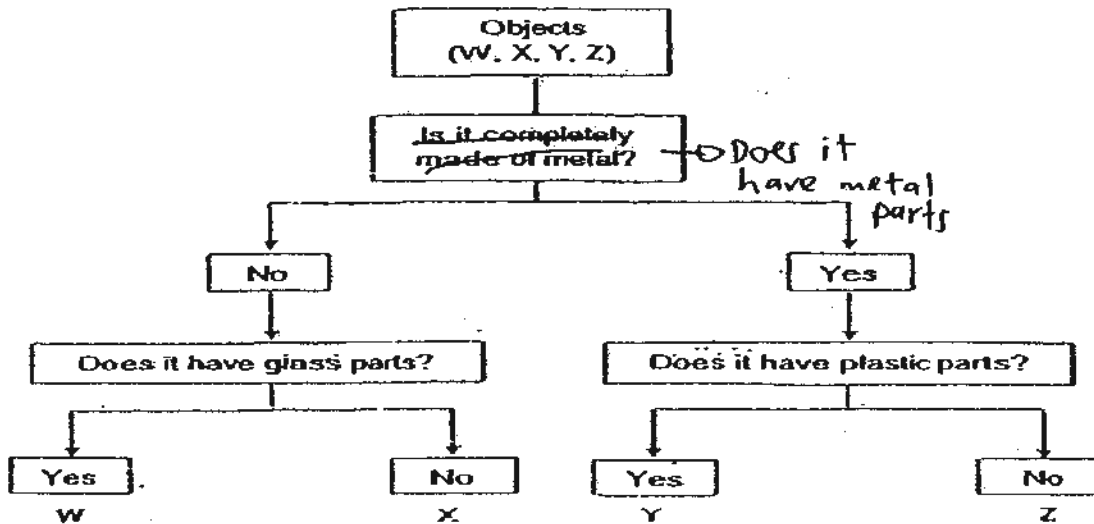 Objects
(W, X, Y, Z)
Is it completely
made of metal?
Does it
have metal
parts
No
Yes
Does it have glass parts?
Does it have plastic parts?
Yes
No
Yes
No
W
X
Y
Z